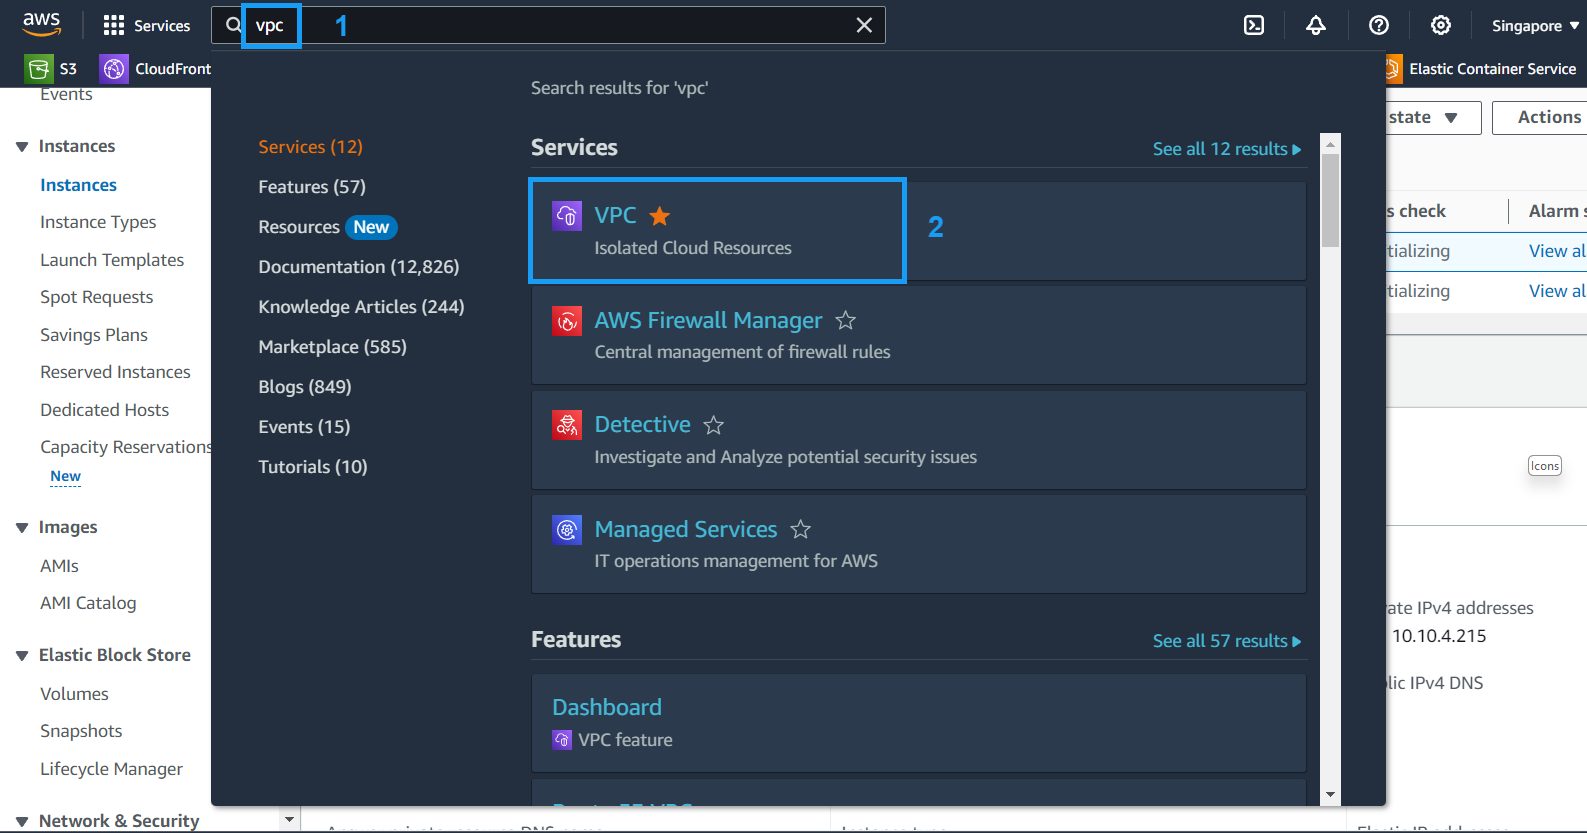 aws
Services
vpc
1
Singapore
S3
CloudFront
Elastic Container Service
Events
Instances
Instances
Instance Types
Launch Templates
Spot Requests
Savings Plans
Reserved Instances
Dedicated Hosts
Capacity Reservations
New
Images
AMIs
AMI Catalog
Elastic Block Store
Volumes
Snapshots
Lifecycle Manager
Network & Security
Search results for 'vpc'
Services (12)
Features (57)
Resources New
Documentation (12,826)
Knowledge Articles (244)
Marketplace (585)
Blogs (849)
Events (15)
Tutorials (10)
Services
See all 12 results
VPC
Isolated Cloud Resources
2
AWS Firewall Manager
Central management of firewall rules
Detective
Investigate and Analyze potential security issues
Managed Services
IT operations management for AWS
Features
See all 57 results
Dashboard
VPC feature
state
Actions
s check
Alarm s
tializing
View al
tializing
View al
Icons
ate IPv4 addresses
10.10.4.215
lic IPv4 DNS